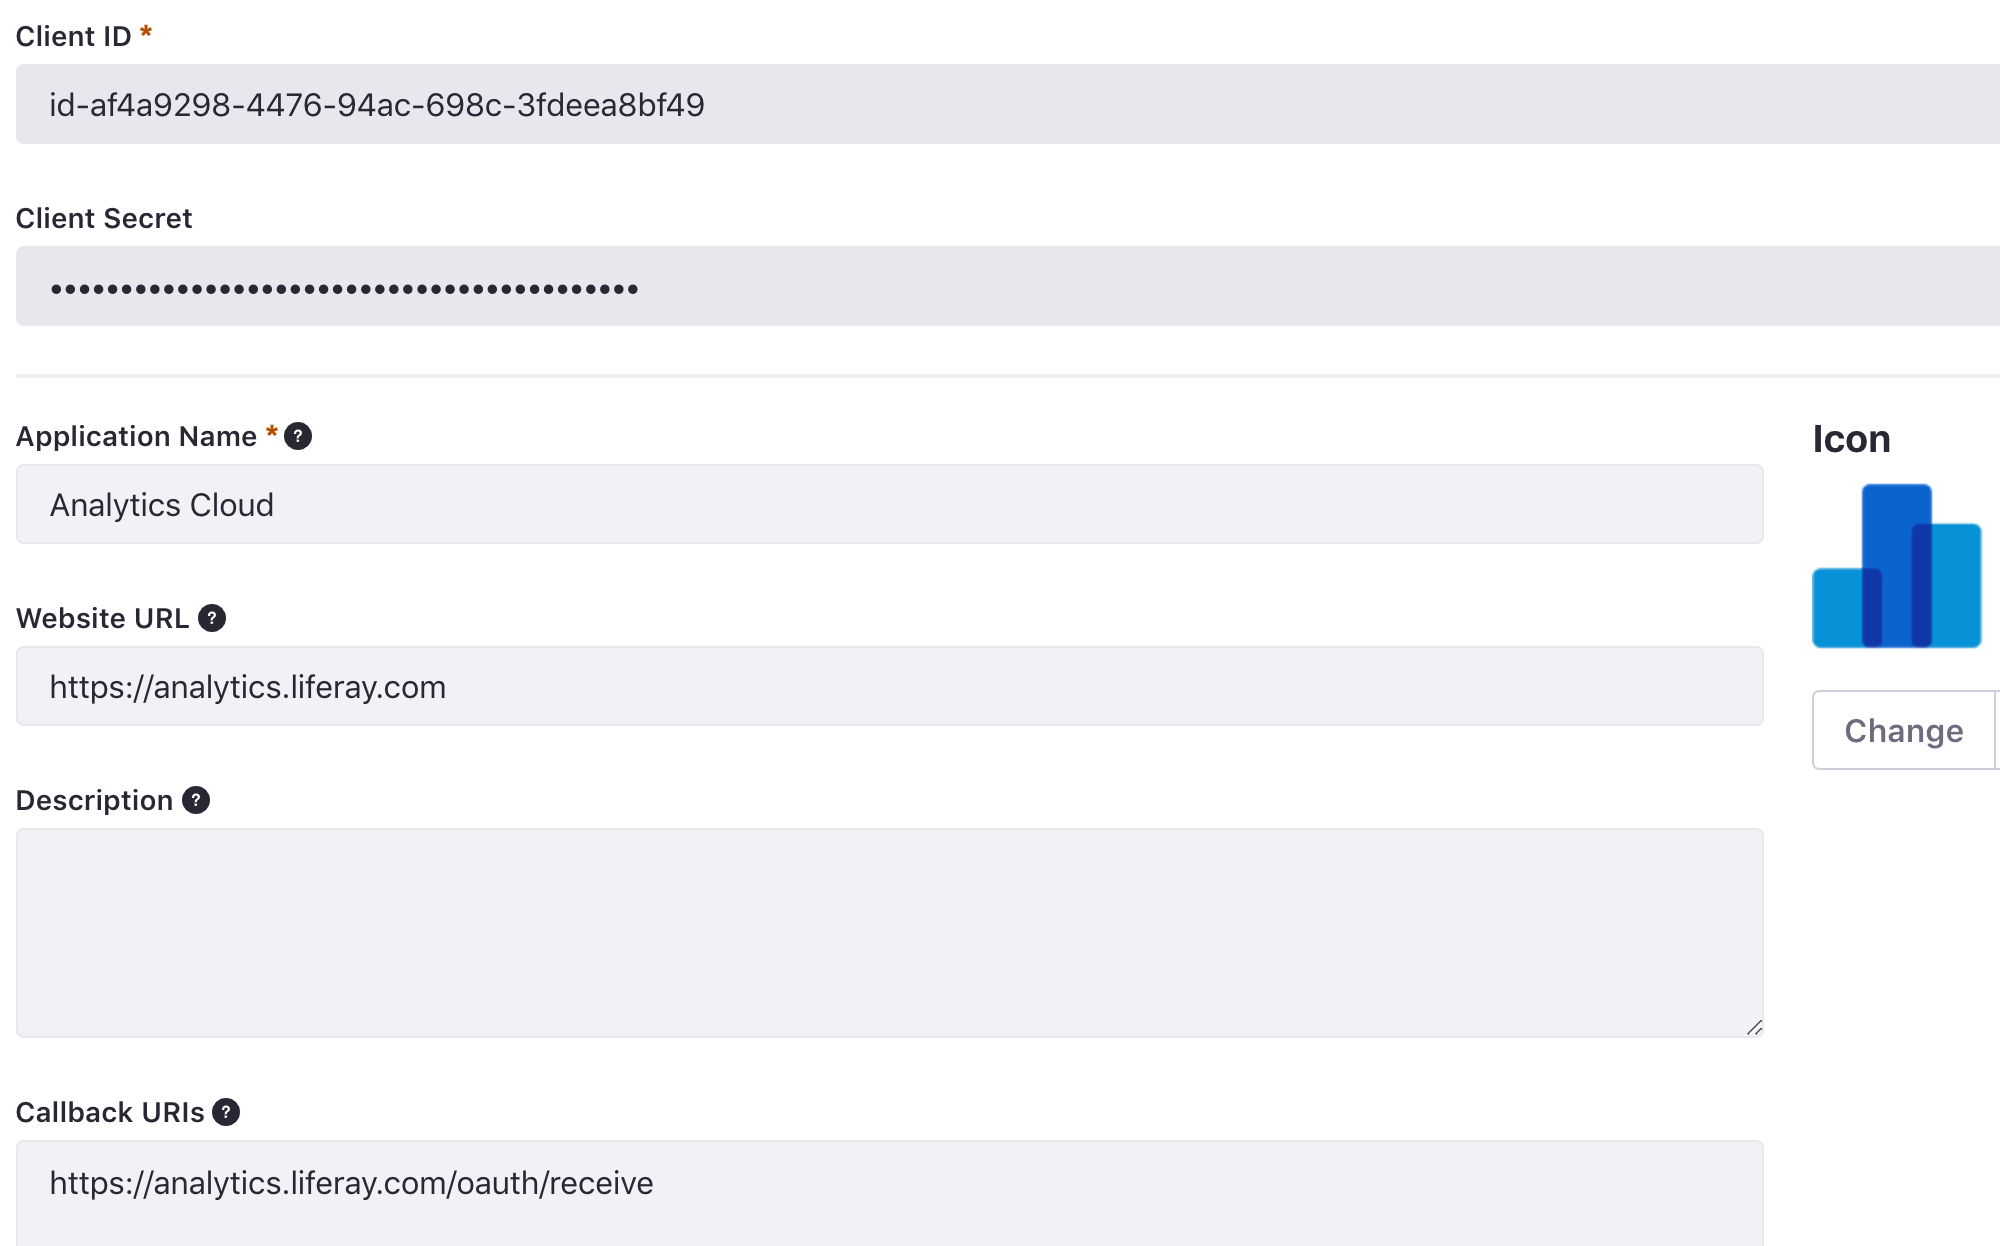 Client ID *
id-af4a9298-4476-94ac-698c-3fdeea8bf49
Client Secret
••••••••••••••••••••••••••••••••••••••••••
Application Name * ?
Analytics Cloud
Icon
Website URL ?
https://analytics.liferay.com
Change
Description ?
Callback URIs ?
https://analytics.liferay.com/oauth/receive